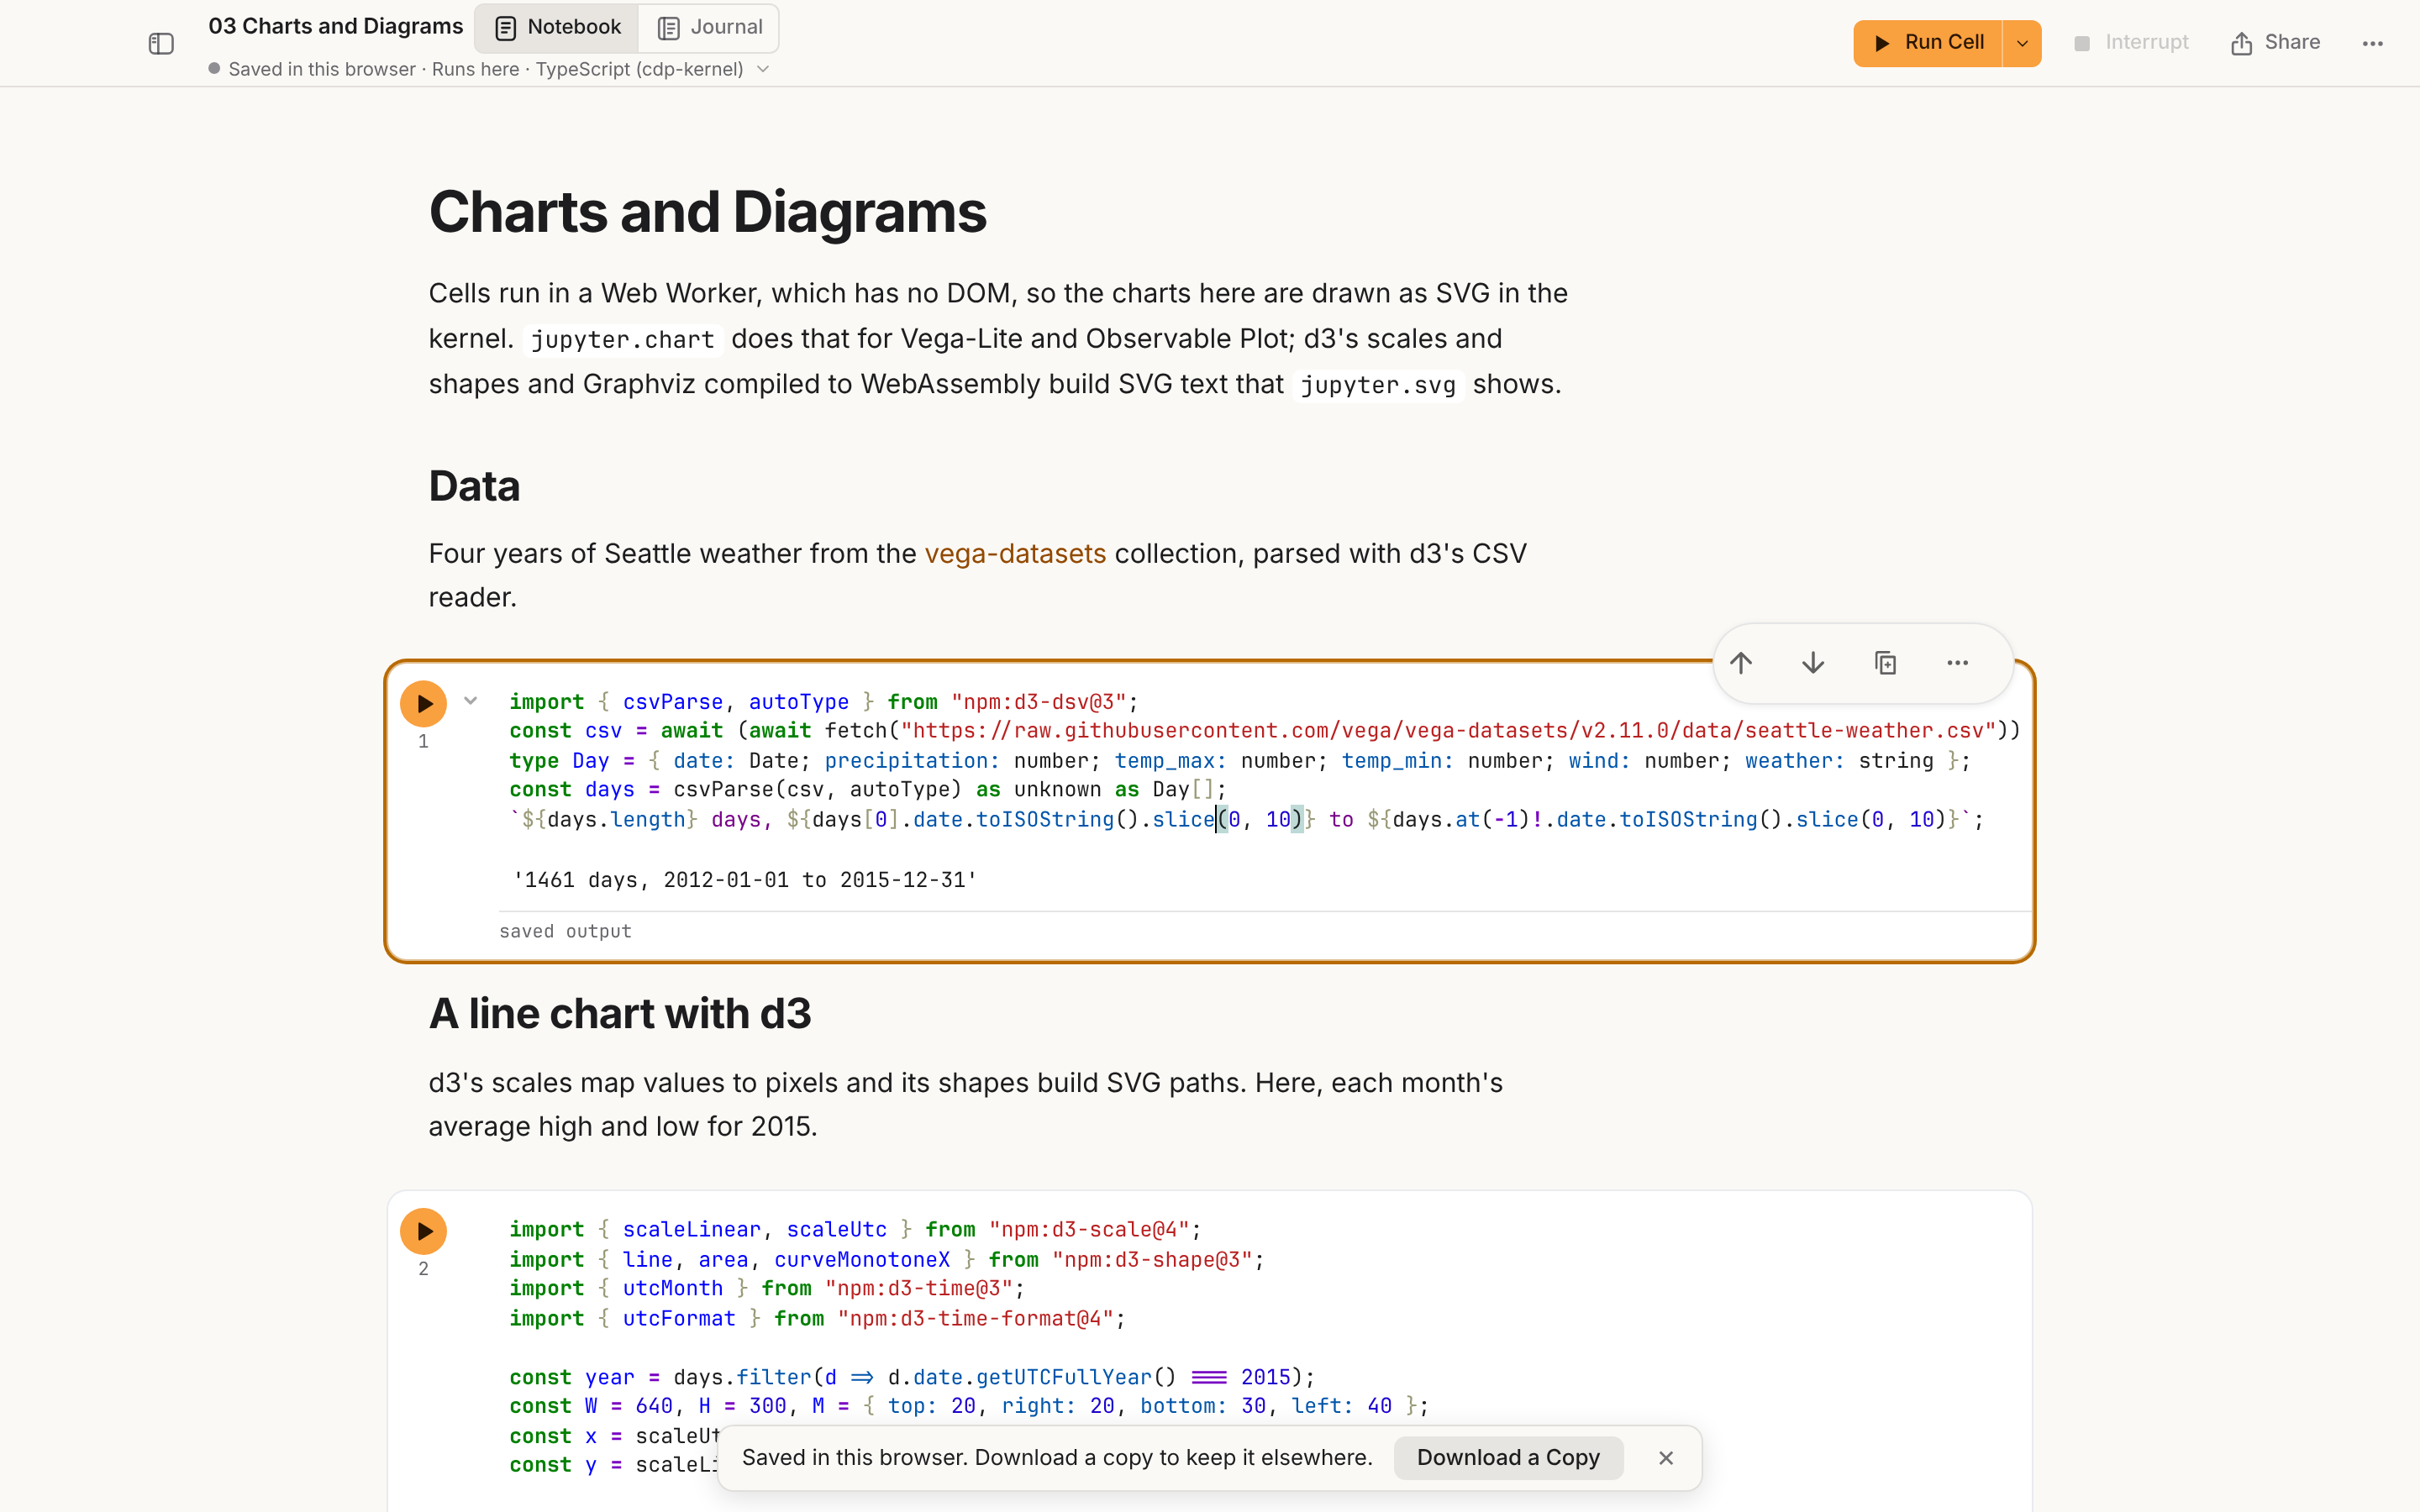 03 Charts and Diagrams
Notebook
Journal
Saved in this browser · Runs here · TypeScript (cdp-kernel)
Run Cell
Interrupt
Share
Charts and Diagrams
Cells run in a Web Worker, which has no DOM, so the charts here are drawn as SVG in the
kernel. jupyter.chart does that for Vega-Lite and Observable Plot; d3's scales and
shapes and Graphviz compiled to WebAssembly build SVG text that jupyter.svg shows.
Data
Four years of Seattle weather from the vega-datasets collection, parsed with d3's CSV
reader.
1
import { csvParse, autoType } from "npm:d3-dsv@3";
const csv = await (await fetch("https://raw.githubusercontent.com/vega/vega-datasets/v2.11.0/data/seattle-weather.csv"))
type Day = { date: Date; precipitation: number; temp_max: number; temp_min: number; wind: number; weather: string };
const days = csvParse(csv, autoType) as unknown as Day[];
`${days.length} days, ${days[0].date.toISOString().slice(0, 10)} to ${days.at(-1)!.date.toISOString().slice(0, 10)}`;
'1461 days, 2012-01-01 to 2015-12-31'
saved output
A line chart with d3
d3's scales map values to pixels and its shapes build SVG paths. Here, each month's
average high and low for 2015.
2
import { scaleLinear, scaleUtc } from "npm:d3-scale@4";
import { line, area, curveMonotoneX } from "npm:d3-shape@3";
import { utcMonth } from "npm:d3-time@3";
import { utcFormat } from "npm:d3-time-format@4";
const year = days.filter(d => d.date.getUTCFullYear() === 2015);
const W = 640, H = 300, M = { top: 20, right: 20, bottom: 30, left: 40 };
const x = scaleUt
const y = scaleLi
Saved in this browser. Download a copy to keep it elsewhere.
Download a Copy